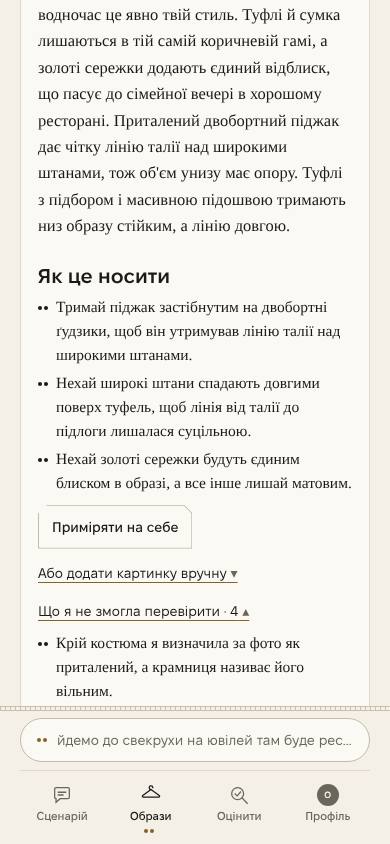 водночас це явно твій стиль. Туфлі й сумка
лишаються в тій самій коричневій гамі, а
золоті сережки додають єдиний відблиск,
що пасує до сімейної вечері в хорошому
ресторані. Приталений двобортний піджак
дає чітку лінію талії над широкими
штанами, тож об'єм унизу має опору. Туфлі
з підбором і масивною підошвою тримають
низ образу стійким, а лінію довгою.
Як це носити
Тримай піджак застібнутим на двобортні
ґудзики, щоб він утримував лінію талії над
широкими штанами.
Нехай широкі штани спадають довгими
поверх туфель, щоб лінія від талії до
підлоги лишалася суцільною.
Нехай золоті сережки будуть єдиним
блиском в образі, а все інше лишай матовим.
Приміряти на себе
Або додати картинку вручну ▾
Що я не змогла перевірити · 4 ▴
Крій костюма я визначила за фото як
приталений, а крамниця називає його
вільним.
йдемо до свекрухи на ювілей там буде рес...
Сценарій Образи Оцінити О Профіль